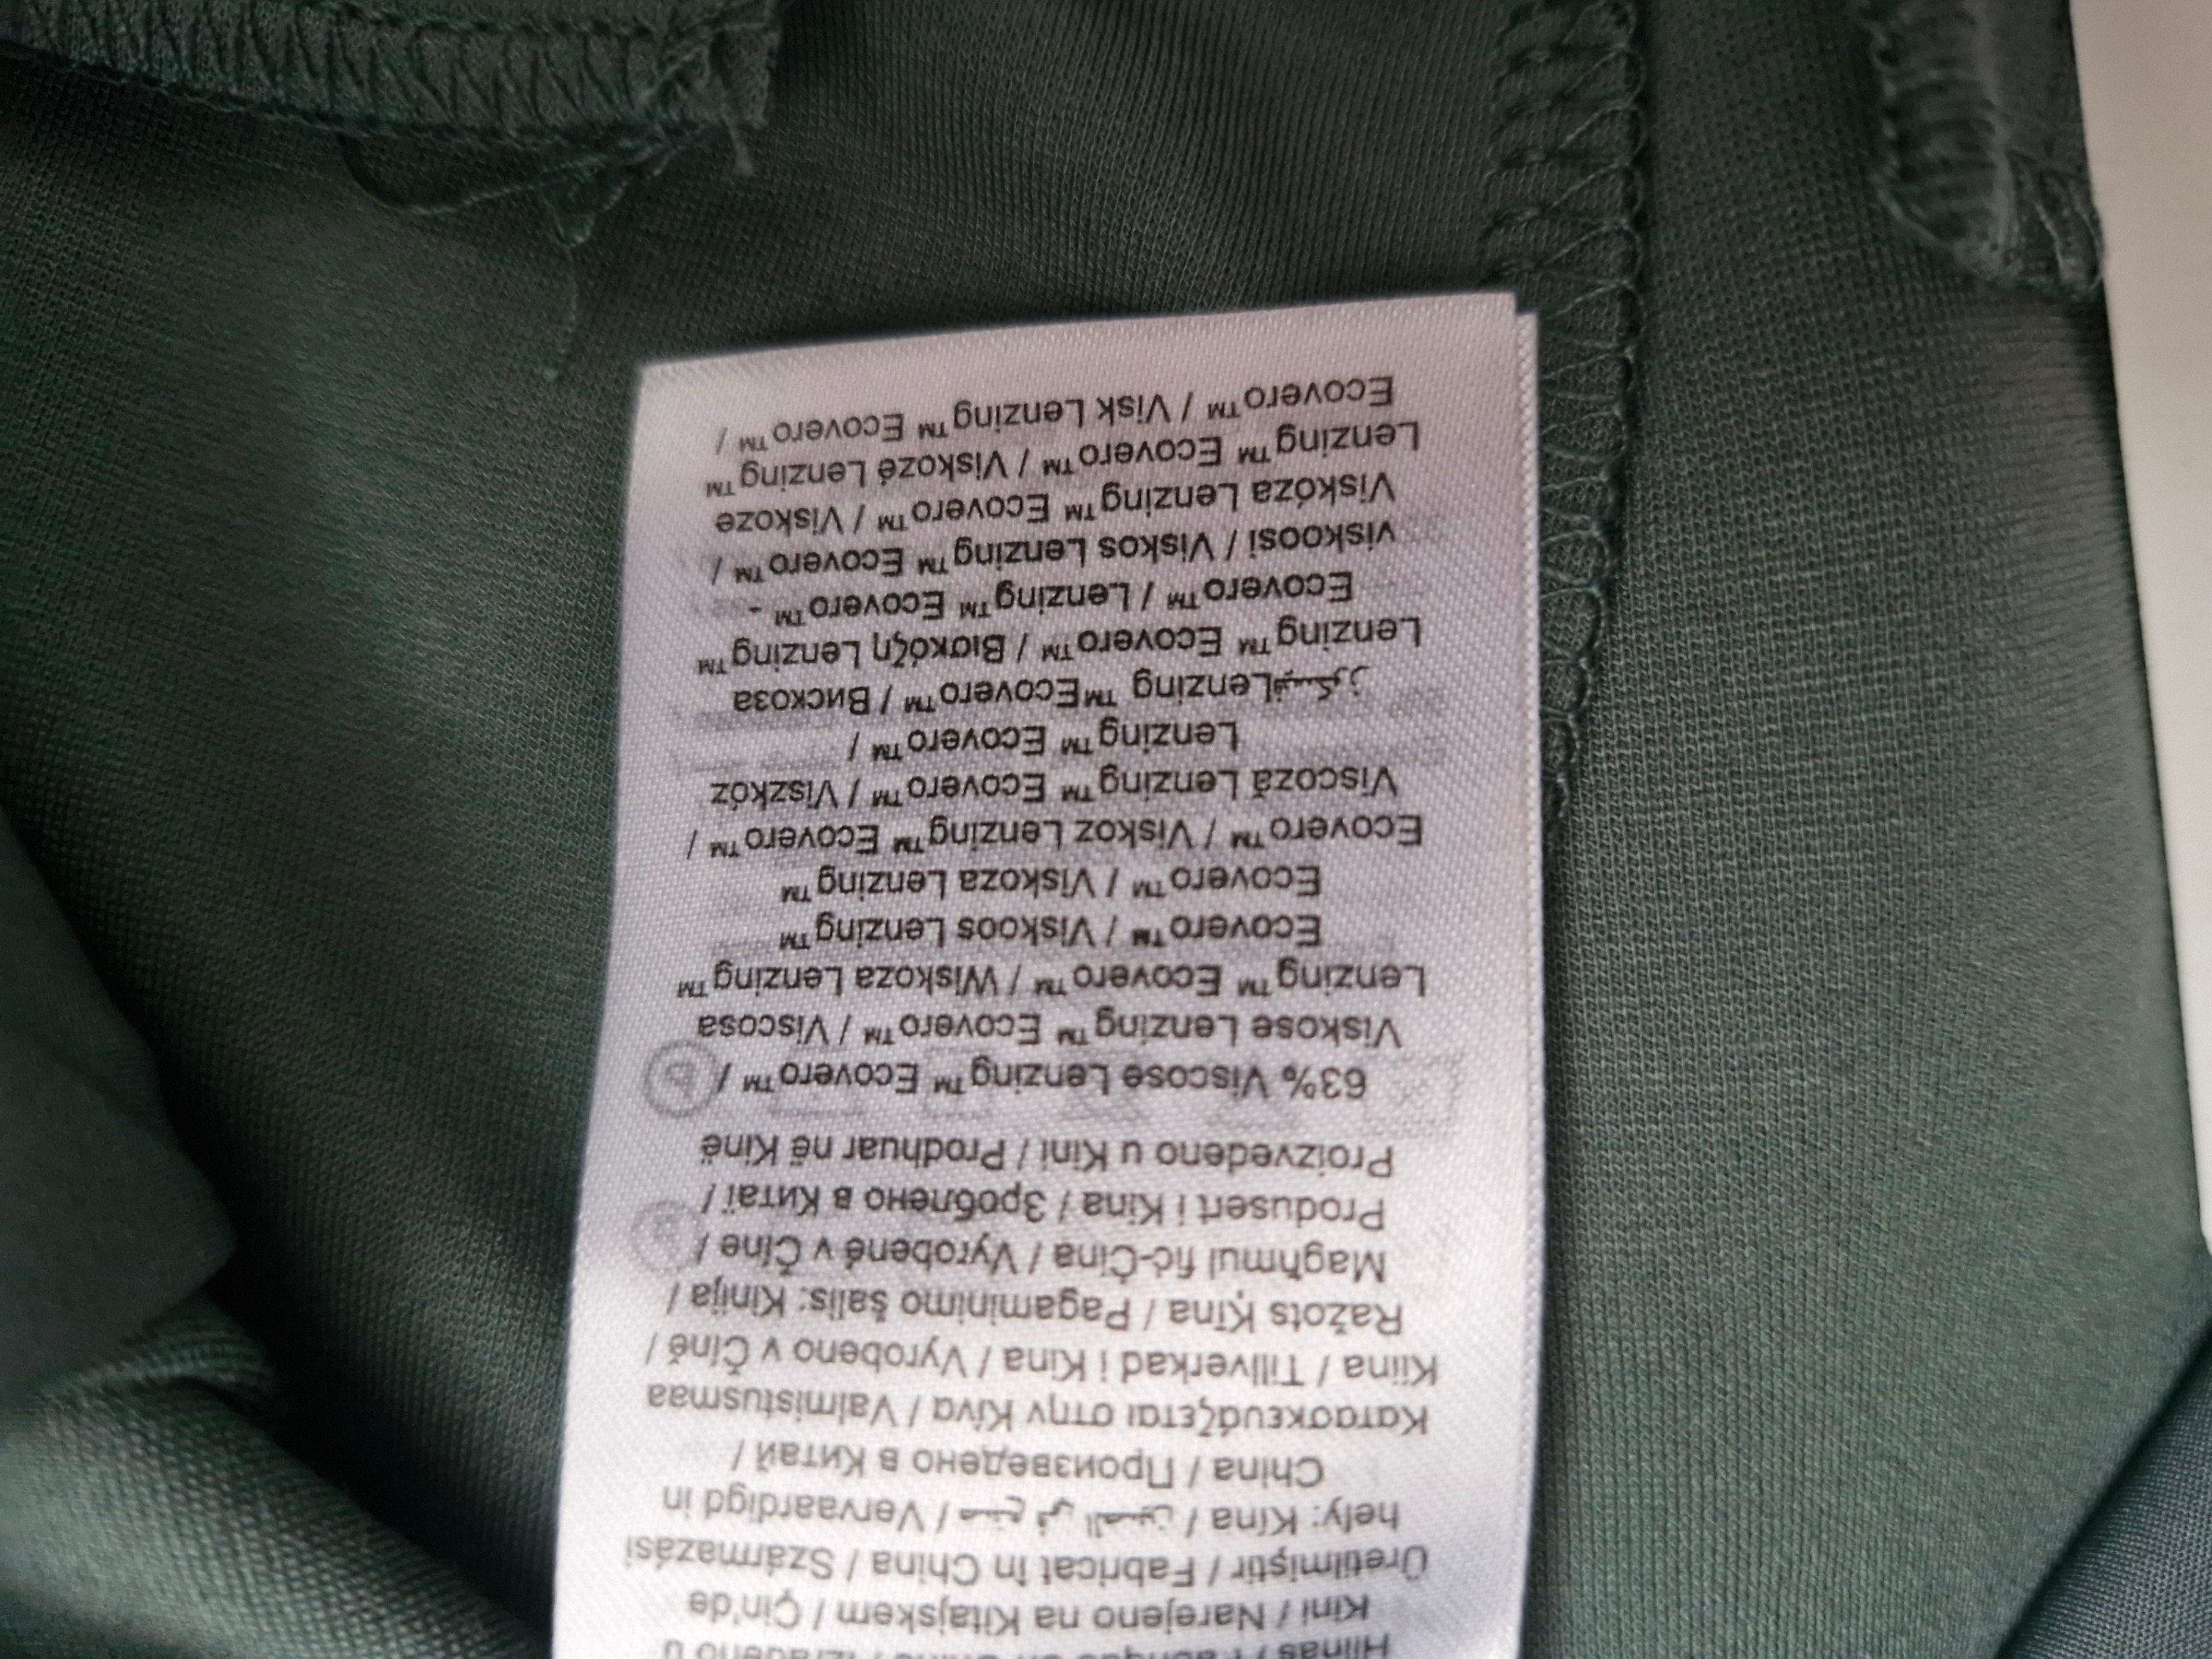 Kini / Narejeno na Kitajskem / Çin'de
Üretilmiştir / Fabricat în China / Származási
hely: Kína / صنع في الصين / Vervaardigd in
China / Произведено в Китай /
Κατασκευάζεται στην Κίνα / Valmistusmaa
Kiina / Tillverkad i Kina / Vyrobeno v Číně /
Ražots Ķīnā / Pagaminimo šalis: Kinija /
Magħmul fiċ-Ċina / Vyrobené v Číne /
Produsert i Kina / Зроблено в Китаї /
Proizvedeno u Kini / Prodhuar në Kinë
63% Viscose Lenzing™ Ecovero™ /
Viskose Lenzing™ Ecovero™ / Viscosa
Lenzing™ Ecovero™ / Wiskoza Lenzing™
Ecovero™ / Viskoos Lenzing™
Ecovero™ / Viskoza Lenzing™
Ecovero™ / Viskoz Lenzing™ Ecovero™ /
Viscoză Lenzing™ Ecovero™ / Viszkóz
Lenzing™ Ecovero™ /
فيسكوزLenzing ™Ecovero™ / Вискоза
Lenzing™ Ecovero™ / Βισκόζη Lenzing™
Ecovero™ / Lenzing™ Ecovero™ -
viskoosi / Viskos Lenzing™ Ecovero™ /
Viskóza Lenzing™ Ecovero™ / Viskoze
Lenzing™ Ecovero™ / Viskozė Lenzing™
Ecovero™ / Visk Lenzing™ Ecovero™ /